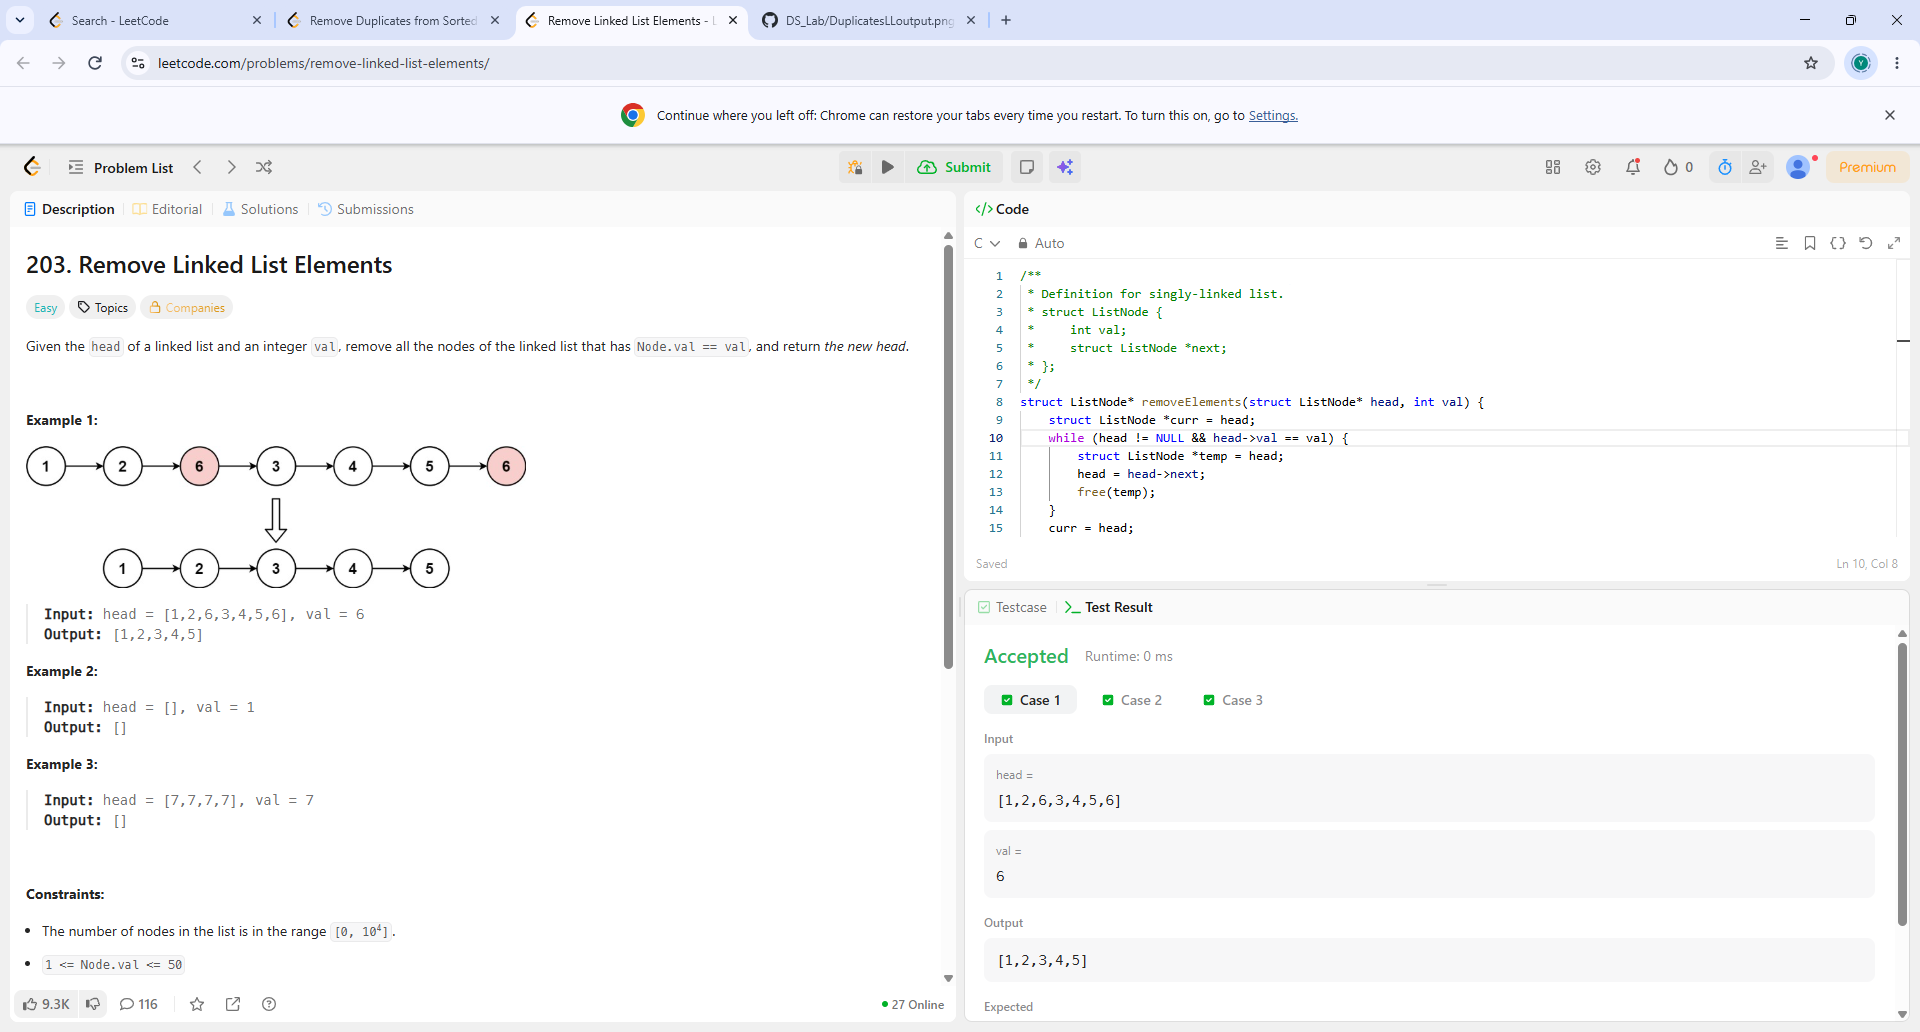 Search - LeetCode
Remove Duplicates from Sorted
Remove Linked List Elements - L
DS_Lab/DuplicatesLLoutput.png
leetcode.com/problems/remove-linked-list-elements/
Y
Continue where you left off: Chrome can restore your tabs every time you restart. To turn this on, go to Settings.
Problem List
Submit
0
Premium
Description
Editorial
Solutions
Submissions
203. Remove Linked List Elements
Easy
Topics
Companies
Given the head of a linked list and an integer val, remove all the nodes of the linked list that has Node.val == val, and return the new head.
Example 1:
1 2 6 3 4 5 6
1 2 3 4 5
Input: head = [1,2,6,3,4,5,6], val = 6
Output: [1,2,3,4,5]
Example 2:
Input: head = [], val = 1
Output: []
Example 3:
Input: head = [7,7,7,7], val = 7
Output: []
Constraints:
• The number of nodes in the list is in the range [0, 10⁴].
• 1 <= Node.val <= 50
9.3K
116
27 Online
</> Code
C
Auto
1 /**
2 * Definition for singly-linked list.
3 * struct ListNode {
4 *     int val;
5 *     struct ListNode *next;
6 * };
7 */
8 struct ListNode* removeElements(struct ListNode* head, int val) {
9     struct ListNode *curr = head;
10     while (head != NULL && head->val == val) {
11         struct ListNode *temp = head;
12         head = head->next;
13         free(temp);
14     }
15     curr = head;
Saved
Ln 10, Col 8
Testcase
Test Result
Accepted
Runtime: 0 ms
Case 1
Case 2
Case 3
Input
head =
[1,2,6,3,4,5,6]
val =
6
Output
[1,2,3,4,5]
Expected